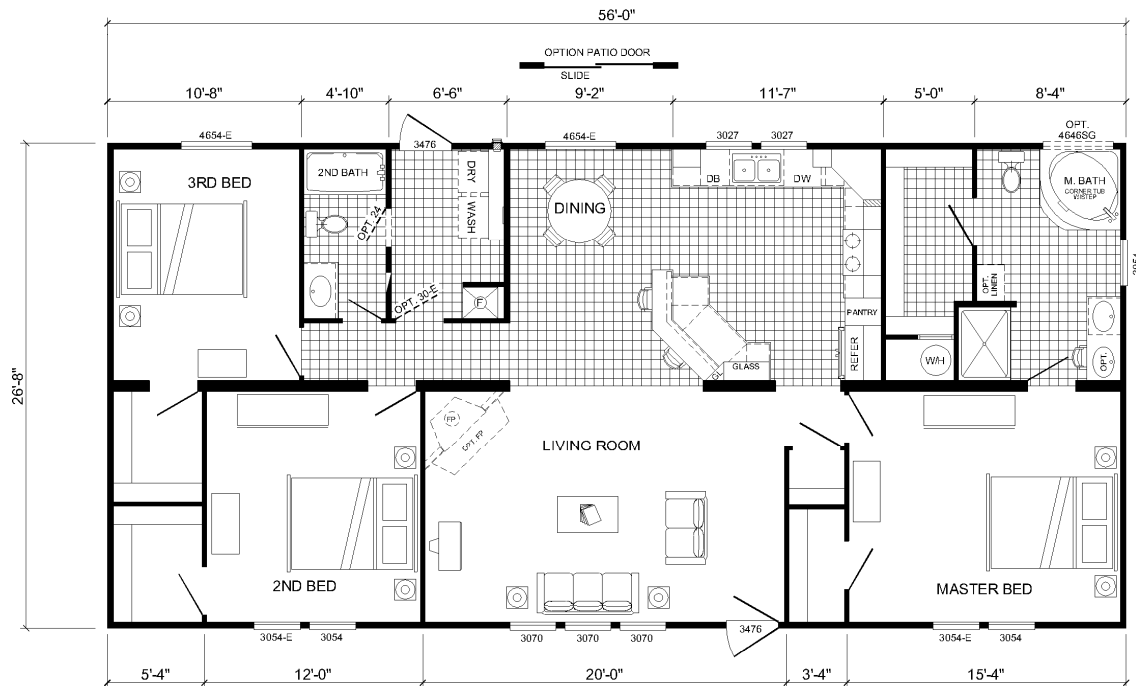 56'-0"
OPTION PATIO DOOR
SLIDE
10'-8"
4'-10"
6'-6"
9'-2"
11'-7"
5'-0"
8'-4"
OPT.
4646SG
4654-E
3476
4654-E
3027
3027
3RD BED
2ND BATH
DRY
WASH
DINING
DB
DW
M. BATH
CORNER TUB
W/STEP
OPT. 24
3054
OPT.
LINEN
OPT. 30-E
F
PANTRY
REFER
GLASS
W/H
OPT.
26'-8"
FP
OPT. FP
LIVING ROOM
2ND BED
MASTER BED
3054-E
3054
3070
3070
3070
3476
3054-E
3054
5'-4"
12'-0"
20'-0"
3'-4"
15'-4"